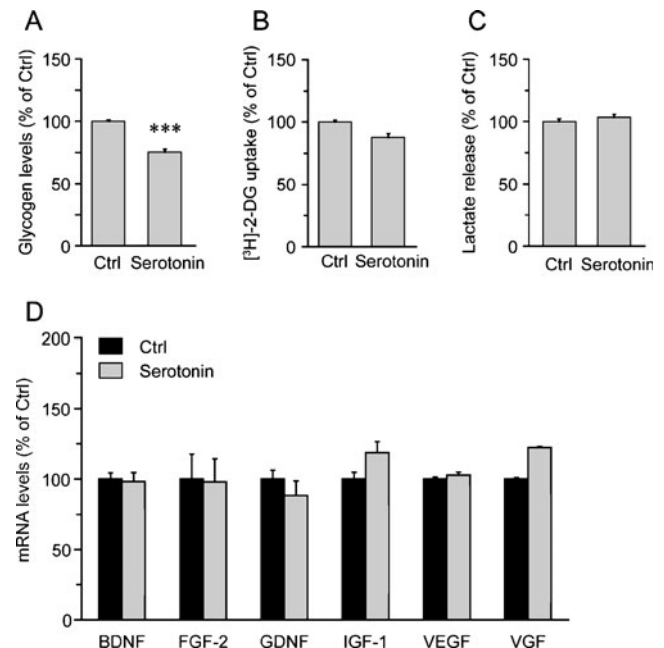 A
Glycogen levels (% of Ctrl)
150
100
50
0
***
Ctrl Serotonin
B
[³H]-2-DG uptake (% of Ctrl)
150
100
50
0
Ctrl Serotonin
C
Lactate release (% of Ctrl)
150
100
50
0
Ctrl Serotonin
D
mRNA levels (% of Ctrl)
200
150
100
50
0
Ctrl
Serotonin
BDNF FGF-2 GDNF IGF-1 VEGF VGF